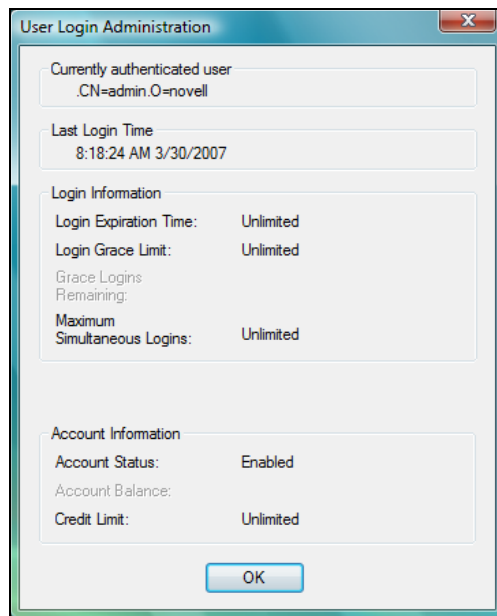 User Login Administration
Currently authenticated user
.CN=admin.O=novell
Last Login Time
8:18:24 AM 3/30/2007
Login Information
Login Expiration Time: Unlimited
Login Grace Limit: Unlimited
Grace Logins
Remaining:
Maximum
Simultaneous Logins: Unlimited
Account Information
Account Status: Enabled
Account Balance:
Credit Limit: Unlimited
OK